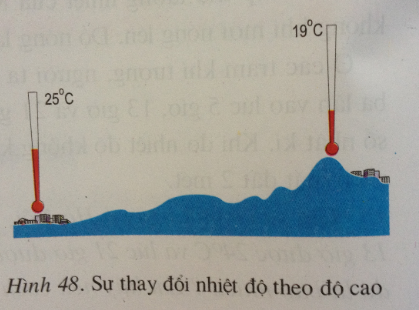 19°C
25°C
Hình 48. Sự thay đổi nhiệt độ theo độ cao